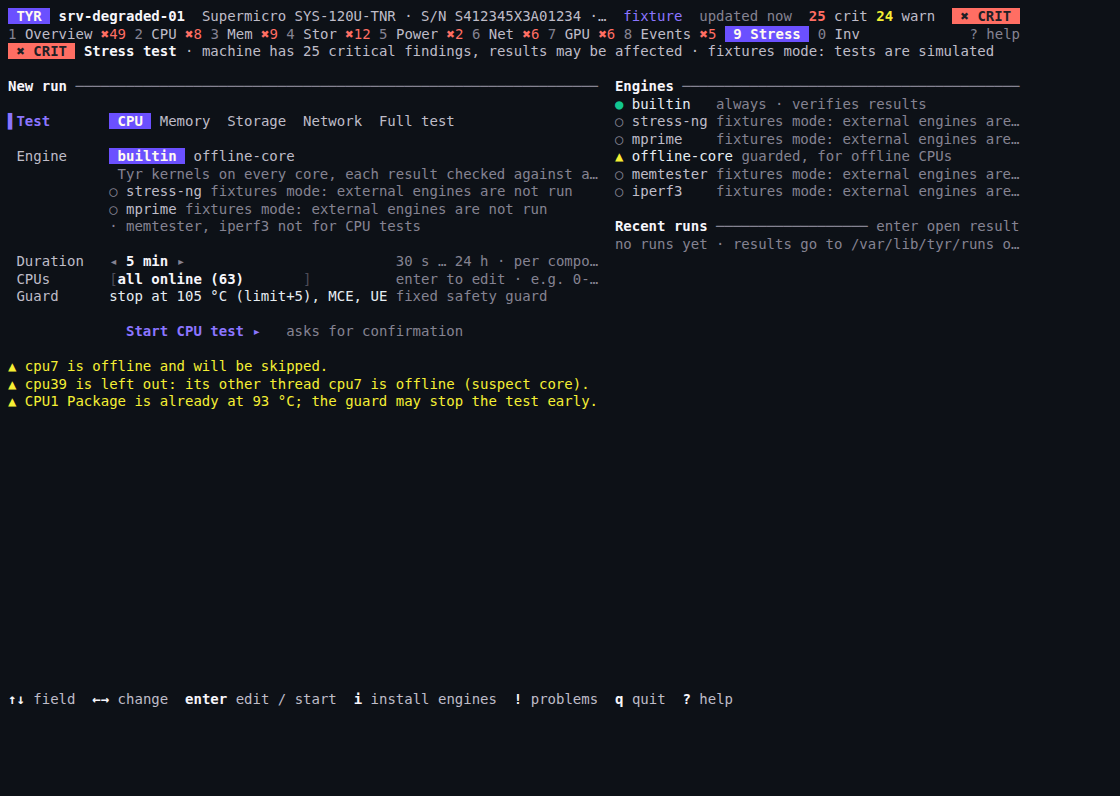 TYR srv-degraded-01 Supermicro SYS-120U-TNR · S/N S412345X3A01234 ·… fixture updated now 25 crit 24 warn ✖ CRIT
1 Overview ✖49 2 CPU ✖8 3 Mem ✖9 4 Stor ✖12 5 Power ✖2 6 Net ✖6 7 GPU ✖6 8 Events ✖5 9 Stress 0 Inv ? help
✖ CRIT Stress test · machine has 25 critical findings, results may be affected · fixtures mode: tests are simulated
New run
Test CPU Memory Storage Network Full test
Engine builtin offline-core
Tyr kernels on every core, each result checked against a…
○ stress-ng fixtures mode: external engines are not run
○ mprime fixtures mode: external engines are not run
· memtester, iperf3 not for CPU tests
Duration ◂ 5 min ▸ 30 s … 24 h · per compo…
CPUs [all online (63) ] enter to edit · e.g. 0-…
Guard stop at 105 °C (limit+5), MCE, UE fixed safety guard
Start CPU test ▸ asks for confirmation
▲ cpu7 is offline and will be skipped.
▲ cpu39 is left out: its other thread cpu7 is offline (suspect core).
▲ CPU1 Package is already at 93 °C; the guard may stop the test early.
Engines
● builtin always · verifies results
○ stress-ng fixtures mode: external engines are…
○ mprime fixtures mode: external engines are…
▲ offline-core guarded, for offline CPUs
○ memtester fixtures mode: external engines are…
○ iperf3 fixtures mode: external engines are…
Recent runs enter open result
no runs yet · results go to /var/lib/tyr/runs o…
↑↓ field ←→ change enter edit / start i install engines ! problems q quit ? help